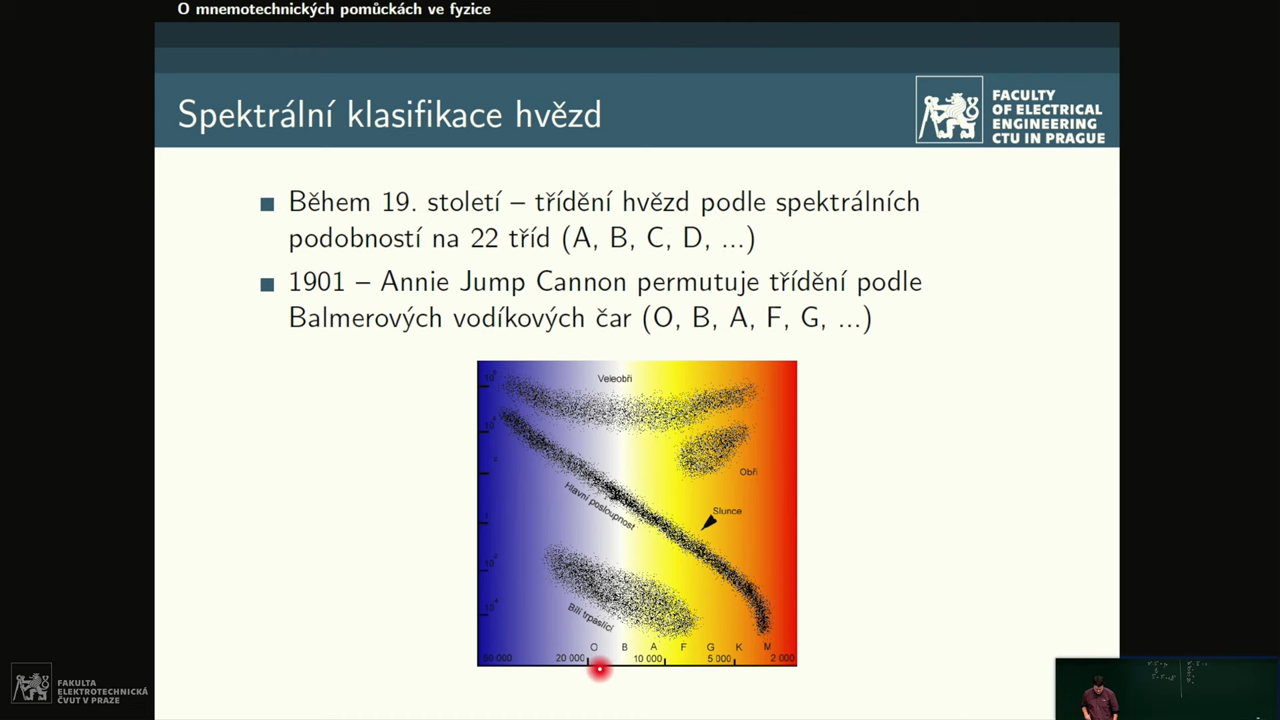 O mnemotechnických pomůckách ve fyzice
Spektrální klasifikace hvězd
FACULTY
OF ELECTRICAL
ENGINEERING
CTU IN PRAGUE
Během 19. století – třídění hvězd podle spektrálních
podobností na 22 tříd (A, B, C, D, ...)
1901 – Annie Jump Cannon permutuje třídění podle
Balmerových vodíkových čar (O, B, A, F, G, ...)
Veleobři
Obři
Hlavní posloupnost
Slunce
Bílí trpaslíci
O B A F G K M
50 000 20 000 10 000 5 000 2 000
FAKULTA
ELEKTROTECHNICKÁ
ČVUT V PRAZE